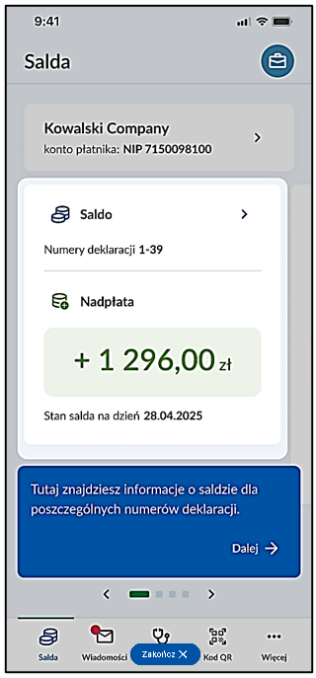 9:41
Salda
Kowalski Company
konto płatnika: NIP 7150098100
Saldo
Numery deklaracji 1-39
Nadpłata
+ 1 296,00 zł
Stan salda na dzień 28.04.2025
Tutaj znajdziesz informacje o saldzie dla
poszczególnych numerów deklaracji.
Dalej →
Salda
Wiadomości
Zakończ ✕
Kod QR
Więcej